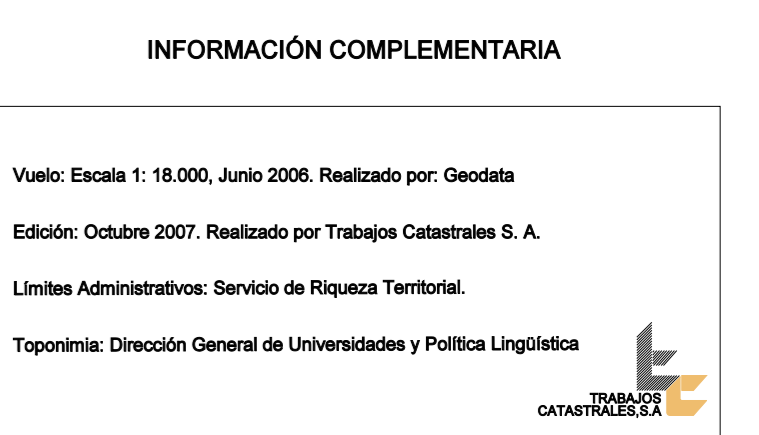 INFORMACIÓN COMPLEMENTARIA
Vuelo: Escala 1: 18.000, Junio 2006. Realizado por: Geodata
Edición: Octubre 2007. Realizado por Trabajos Catastrales S. A.
Límites Administrativos: Servicio de Riqueza Territorial.
Toponimia: Dirección General de Universidades y Política Lingüística
TRABAJOS
CATASTRALES,S.A